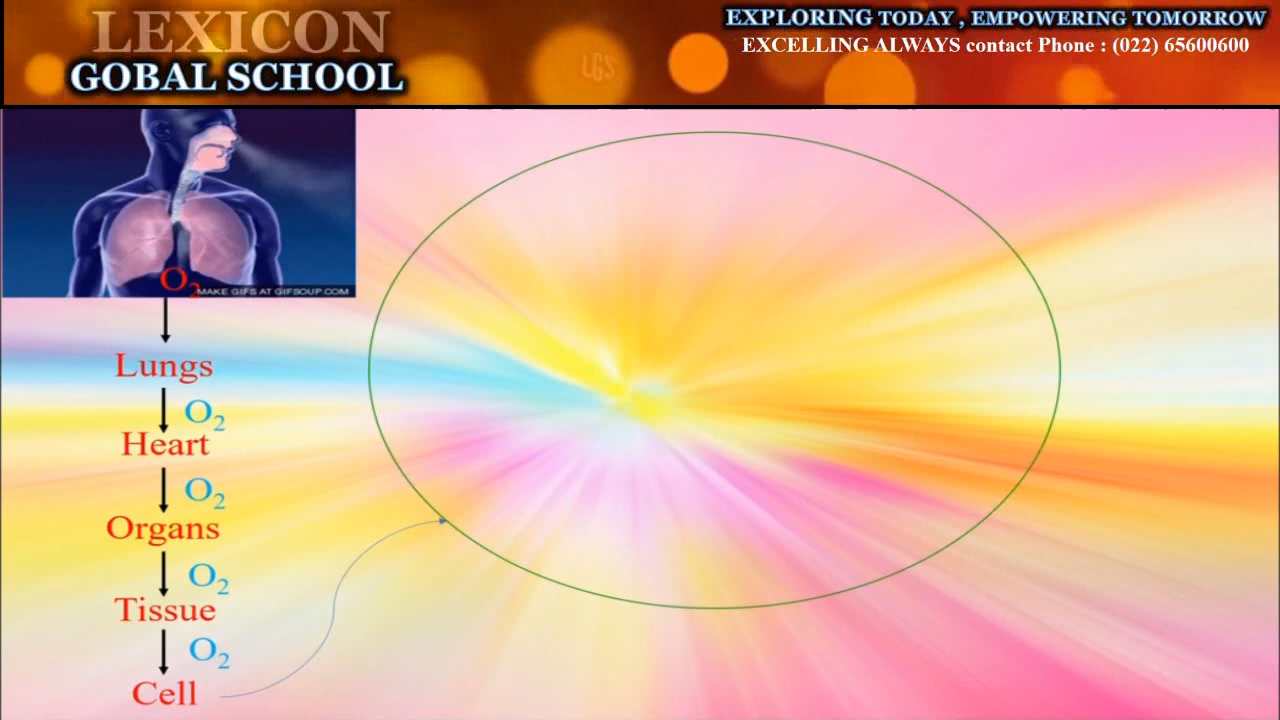 LEXICON
GOBAL SCHOOL
LGS
EXPLORING TODAY , EMPOWERING TOMORROW
EXCELLING ALWAYS contact Phone : (022) 65600600
O2
MAKE GIFS AT GIFSOUP.COM
Lungs
O2
Heart
O2
Organs
O2
Tissue
O2
Cell